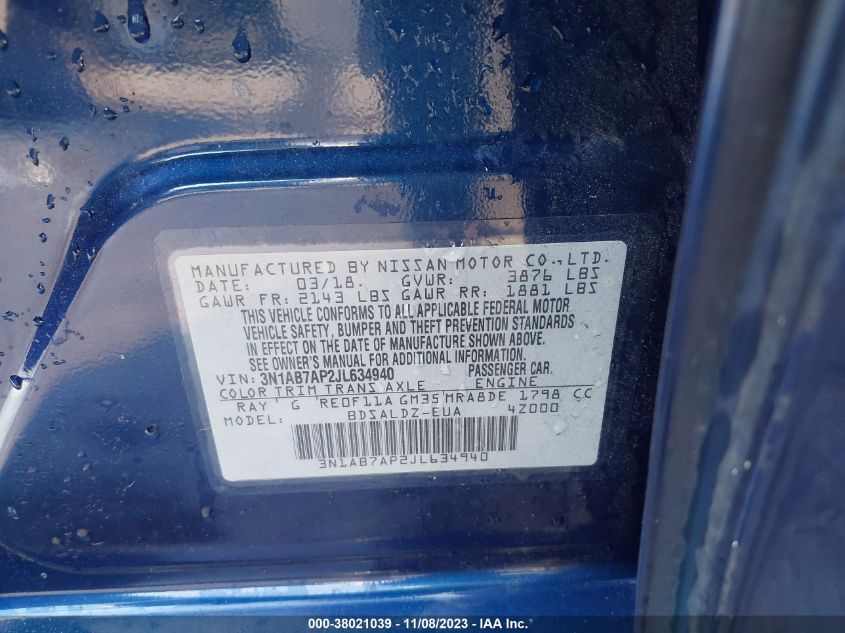 MANUFACTURED BY NISSAN MOTOR CO.,LTD.
DATE: 03/18. GVWR: 3876 LBS
GAWR FR: 2143 LBS GAWR RR: 1881 LBS
THIS VEHICLE CONFORMS TO ALL APPLICABLE FEDERAL MOTOR
VEHICLE SAFETY, BUMPER AND THEFT PREVENTION STANDARDS
IN EFFECT ON THE DATE OF MANUFACTURE SHOWN ABOVE.
SEE OWNER'S MANUAL FOR ADDITIONAL INFORMATION.
VIN: 3N1AB7AP2JL634940 PASSENGER CAR.
COLOR TRIM TRANS AXLE ENGINE
RAY G RE0F11A GM35 MRA8DE 1798 CC
MODEL: BDSALDZ-EUA 4Z000
3N1AB7AP2JL634940
000-38021039 - 11/08/2023 - IAA Inc.